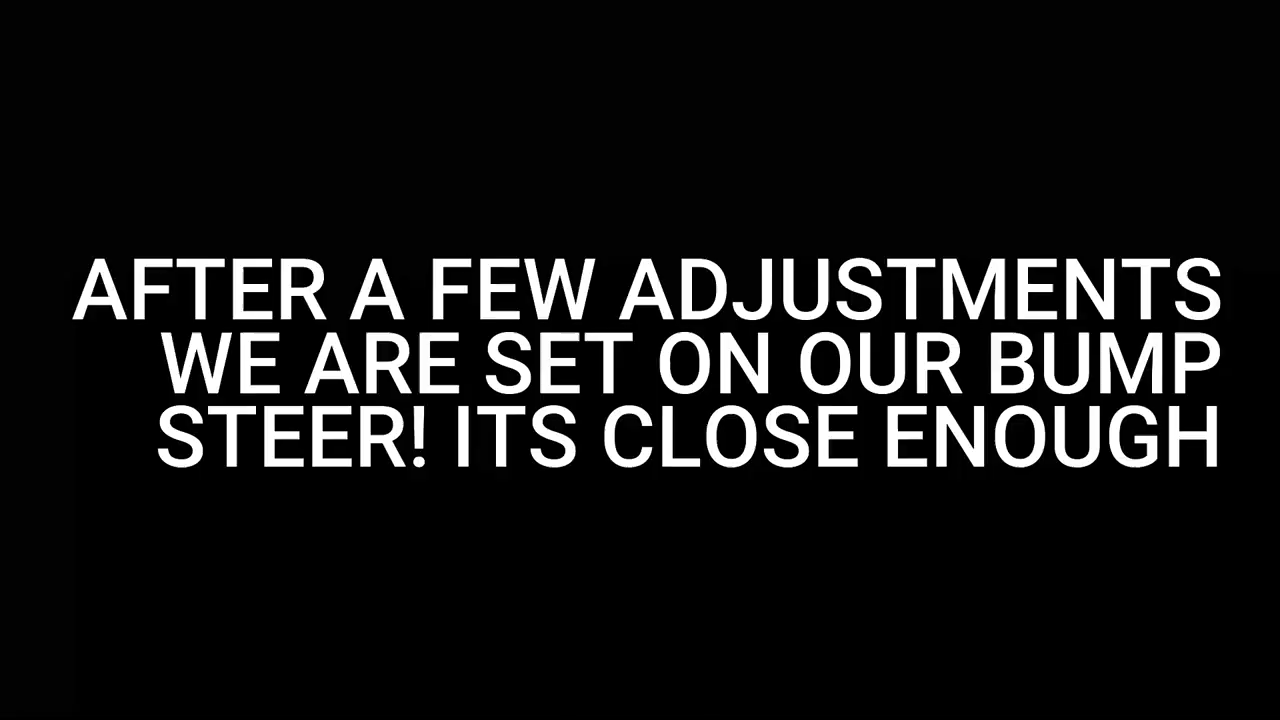 AFTER A FEW ADJUSTMENTS
WE ARE SET ON OUR BUMP
STEER! ITS CLOSE ENOUGH